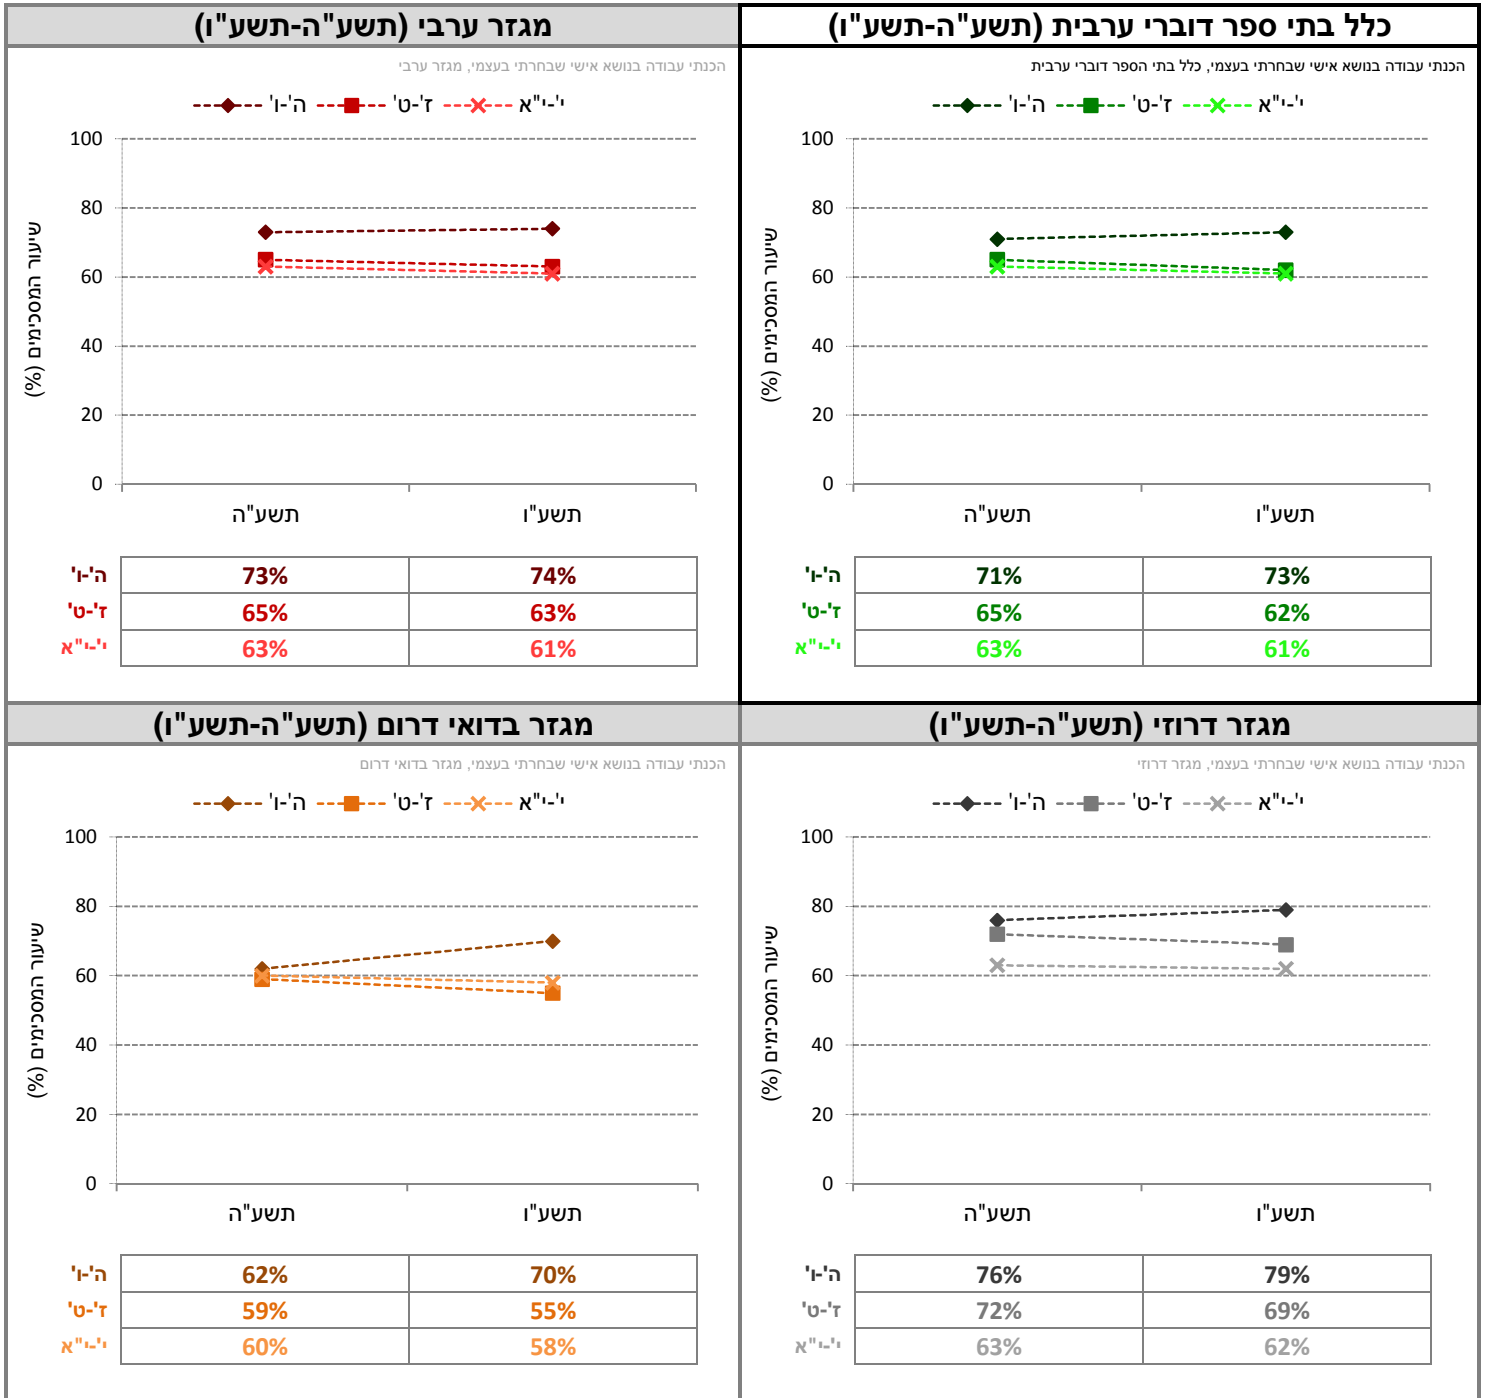 כלל בתי ספר דוברי ערבית (תשע"ה-תשע"ו)
הכנתי עבודה בנושא אישי שבחרתי בעצמי, כלל בתי הספר דוברי ערבית
ה'-ו' ז'-ט' י'-י"א
שיעור המסכימים (%)
100
80
60
40
20
0
תשע"ה תשע"ו
ה'-ו' 71% 73%
ז'-ט' 65% 62%
י'-י"א 63% 61%
מגזר ערבי (תשע"ה-תשע"ו)
הכנתי עבודה בנושא אישי שבחרתי בעצמי, מגזר ערבי
ה'-ו' ז'-ט' י'-י"א
שיעור המסכימים (%)
100
80
60
40
20
0
תשע"ה תשע"ו
ה'-ו' 73% 74%
ז'-ט' 65% 63%
י'-י"א 63% 61%
מגזר דרוזי (תשע"ה-תשע"ו)
הכנתי עבודה בנושא אישי שבחרתי בעצמי, מגזר דרוזי
ה'-ו' ז'-ט' י'-י"א
שיעור המסכימים (%)
100
80
60
40
20
0
תשע"ה תשע"ו
ה'-ו' 76% 79%
ז'-ט' 72% 69%
י'-י"א 63% 62%
מגזר בדואי דרום (תשע"ה-תשע"ו)
הכנתי עבודה בנושא אישי שבחרתי בעצמי, מגזר בדואי דרום
ה'-ו' ז'-ט' י'-י"א
שיעור המסכימים (%)
100
80
60
40
20
0
תשע"ה תשע"ו
ה'-ו' 62% 70%
ז'-ט' 59% 55%
י'-י"א 60% 58%